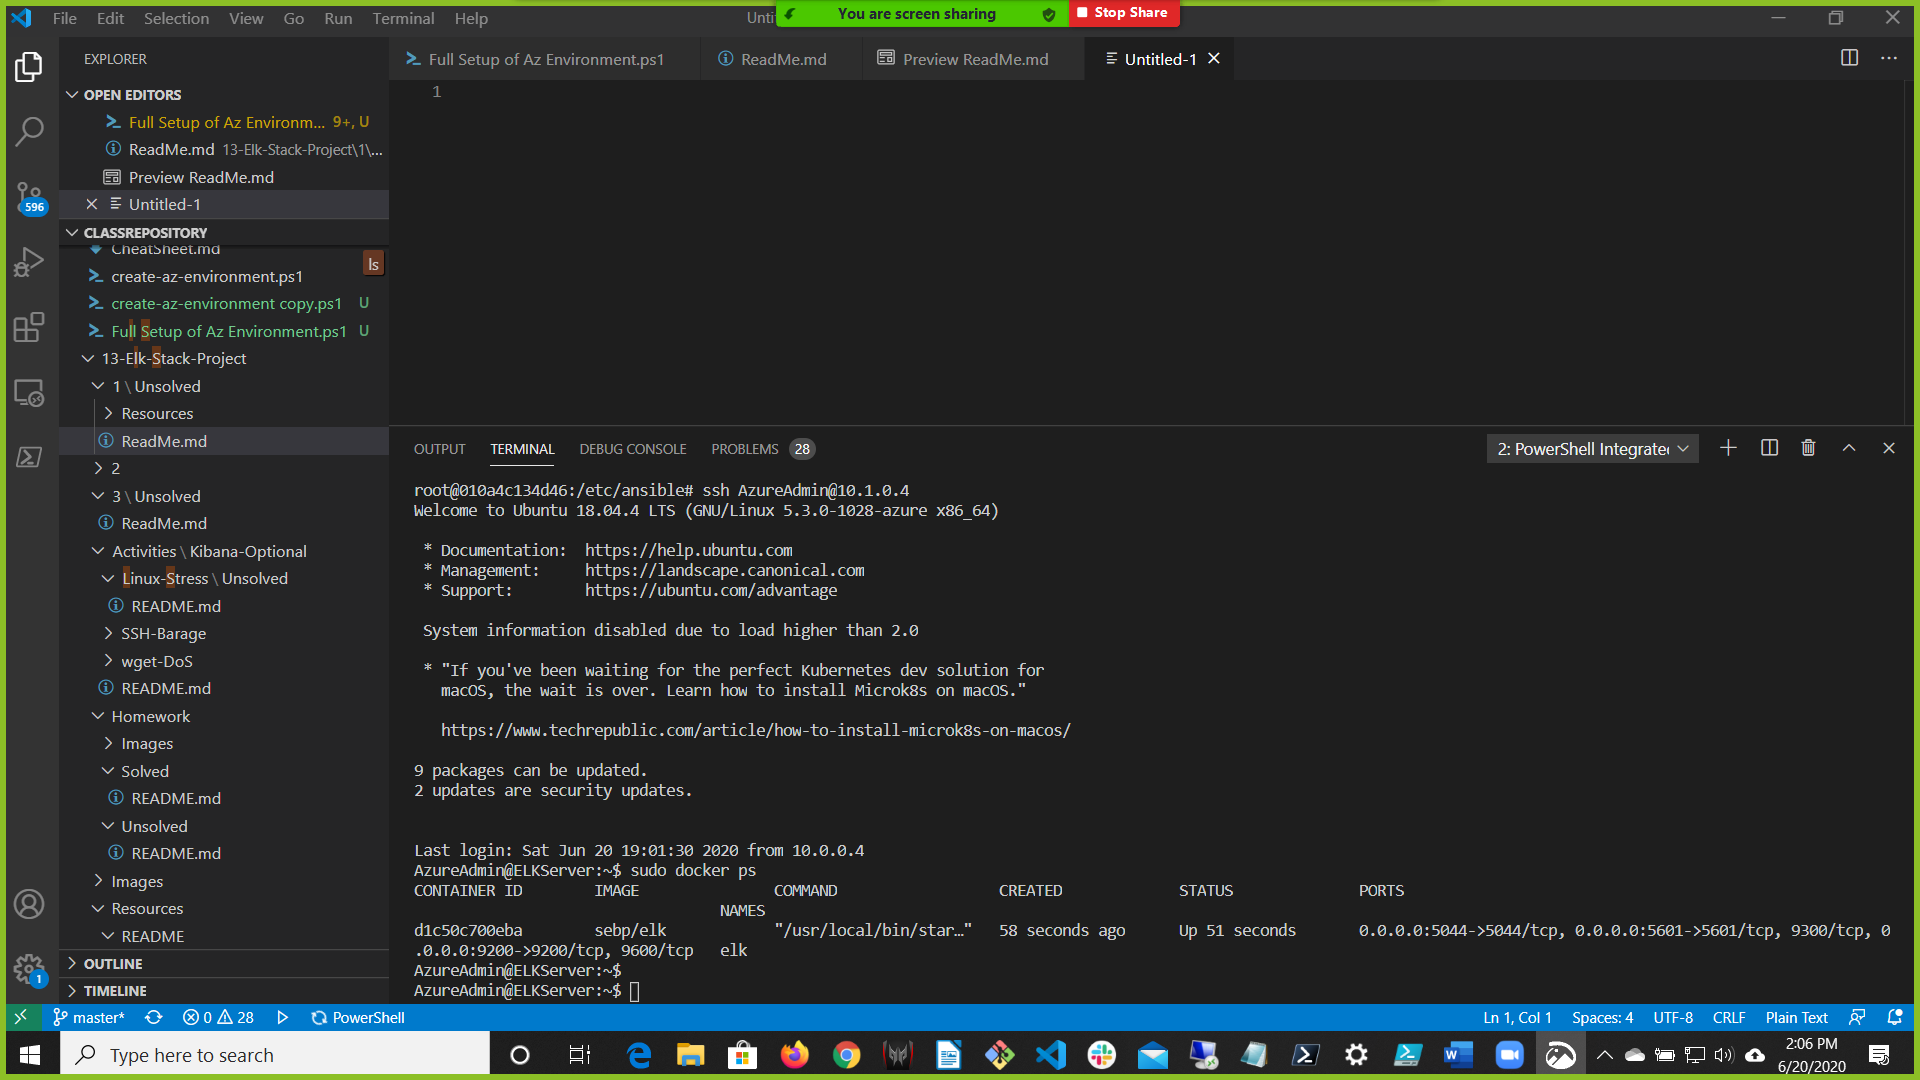 File Edit Selection View Go Run Terminal Help
Untit
You are screen sharing
Stop Share
EXPLORER
Full Setup of Az Environment.ps1
ReadMe.md
Preview ReadMe.md
Untitled-1
OPEN EDITORS
Full Setup of Az Environm... 9+, U
ReadMe.md 13-Elk-Stack-Project\1\...
Preview ReadMe.md
Untitled-1
CLASSREPOSITORY
CheatSheet.md
ls
create-az-environment.ps1
create-az-environment copy.ps1 U
Full Setup of Az Environment.ps1 U
13-Elk-Stack-Project
1 \ Unsolved
Resources
ReadMe.md
2
3 \ Unsolved
ReadMe.md
Activities \ Kibana-Optional
Linux-Stress \ Unsolved
README.md
SSH-Barage
wget-DoS
README.md
Homework
Images
Solved
README.md
Unsolved
README.md
Images
Resources
README
OUTLINE
TIMELINE
596
1
1
OUTPUT TERMINAL DEBUG CONSOLE PROBLEMS 28
2: PowerShell Integrate
root@010a4c134d46:/etc/ansible# ssh AzureAdmin@10.1.0.4
Welcome to Ubuntu 18.04.4 LTS (GNU/Linux 5.3.0-1028-azure x86_64)
* Documentation: https://help.ubuntu.com
* Management: https://landscape.canonical.com
* Support: https://ubuntu.com/advantage
System information disabled due to load higher than 2.0
* "If you've been waiting for the perfect Kubernetes dev solution for
macOS, the wait is over. Learn how to install Microk8s on macOS."
https://www.techrepublic.com/article/how-to-install-microk8s-on-macos/
9 packages can be updated.
2 updates are security updates.
Last login: Sat Jun 20 19:01:30 2020 from 10.0.0.4
AzureAdmin@ELKServer:~$ sudo docker ps
CONTAINER ID IMAGE COMMAND CREATED STATUS PORTS
NAMES
d1c50c700eba sebp/elk "/usr/local/bin/star…" 58 seconds ago Up 51 seconds 0.0.0.0:5044->5044/tcp, 0.0.0.0:5601->5601/tcp, 9300/tcp, 0
.0.0.0:9200->9200/tcp, 9600/tcp elk
AzureAdmin@ELKServer:~$
AzureAdmin@ELKServer:~$
master* 0 28 PowerShell
Ln 1, Col 1 Spaces: 4 UTF-8 CRLF Plain Text
Type here to search
2:06 PM
6/20/2020